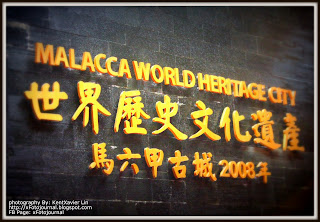 MALACCA WORLD HERITAGE CITY
世界歷史文化遺產
馬六甲古城, 2008年
photography By: KentXavier Lin
http://xFotojournal.blogspot.com
FB Page: xFotojournal